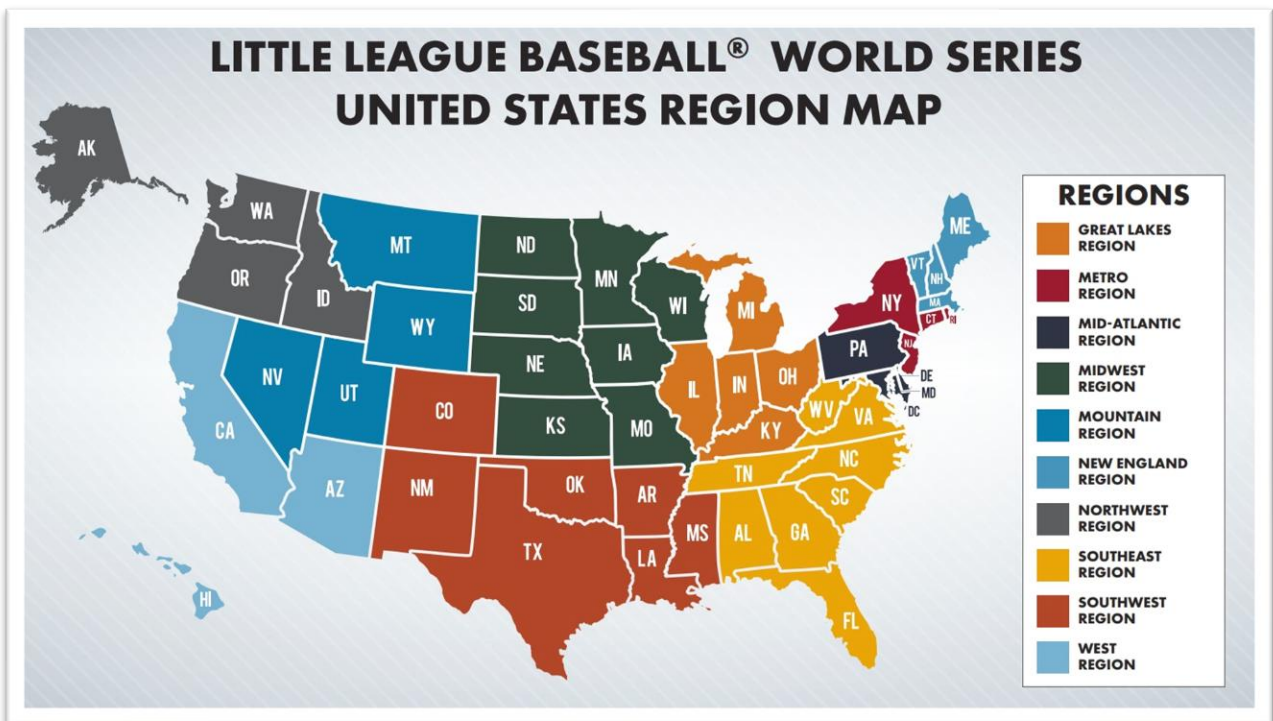 LITTLE LEAGUE BASEBALL® WORLD SERIES
UNITED STATES REGION MAP
AK
WA
OR
ID
MT
WY
NV
UT
CA
AZ
HI
ND
SD
NE
KS
MN
IA
MO
WI
CO
NM
OK
TX
AR
LA
MS
MI
IL
IN
OH
KY
TN
WV
VA
NC
SC
AL
GA
FL
PA
NY
NJ
CT
RI
MA
VT
NH
ME
DE
MD
DC
REGIONS
GREAT LAKES
REGION
METRO
REGION
MID-ATLANTIC
REGION
MIDWEST
REGION
MOUNTAIN
REGION
NEW ENGLAND
REGION
NORTHWEST
REGION
SOUTHEAST
REGION
SOUTHWEST
REGION
WEST
REGION